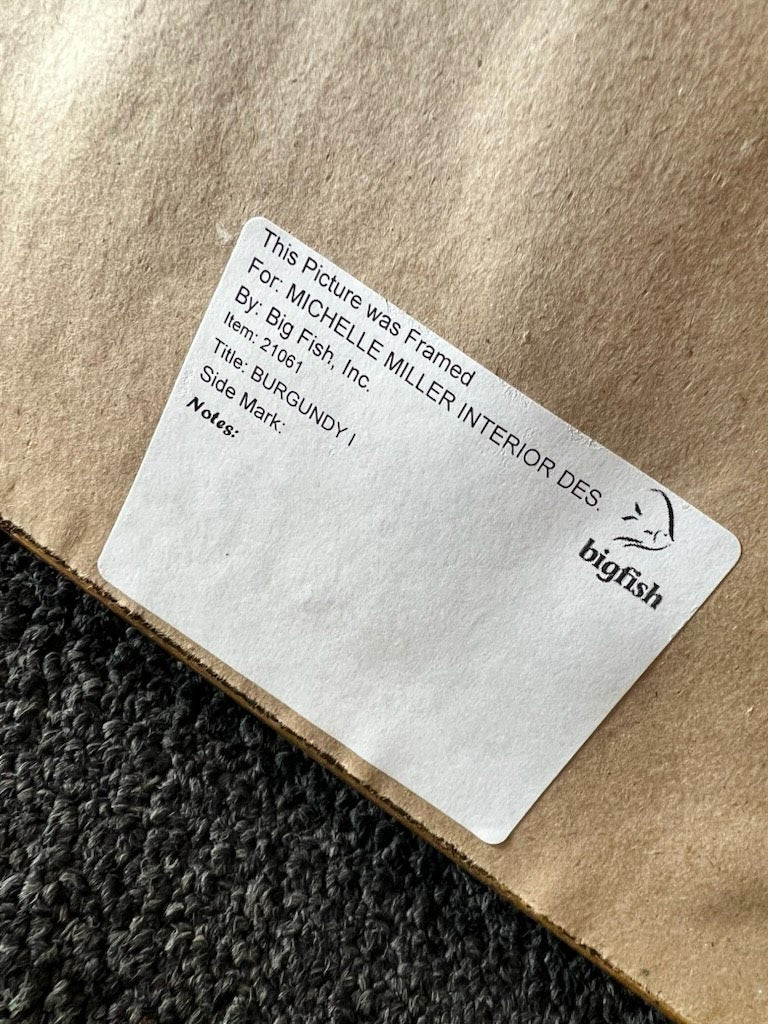 This Picture was Framed
For: MICHELLE MILLER INTERIOR DES.
By: Big Fish, Inc.
Item: 21061
Title: BURGUNDY I
Side Mark:
Notes:
bigfish